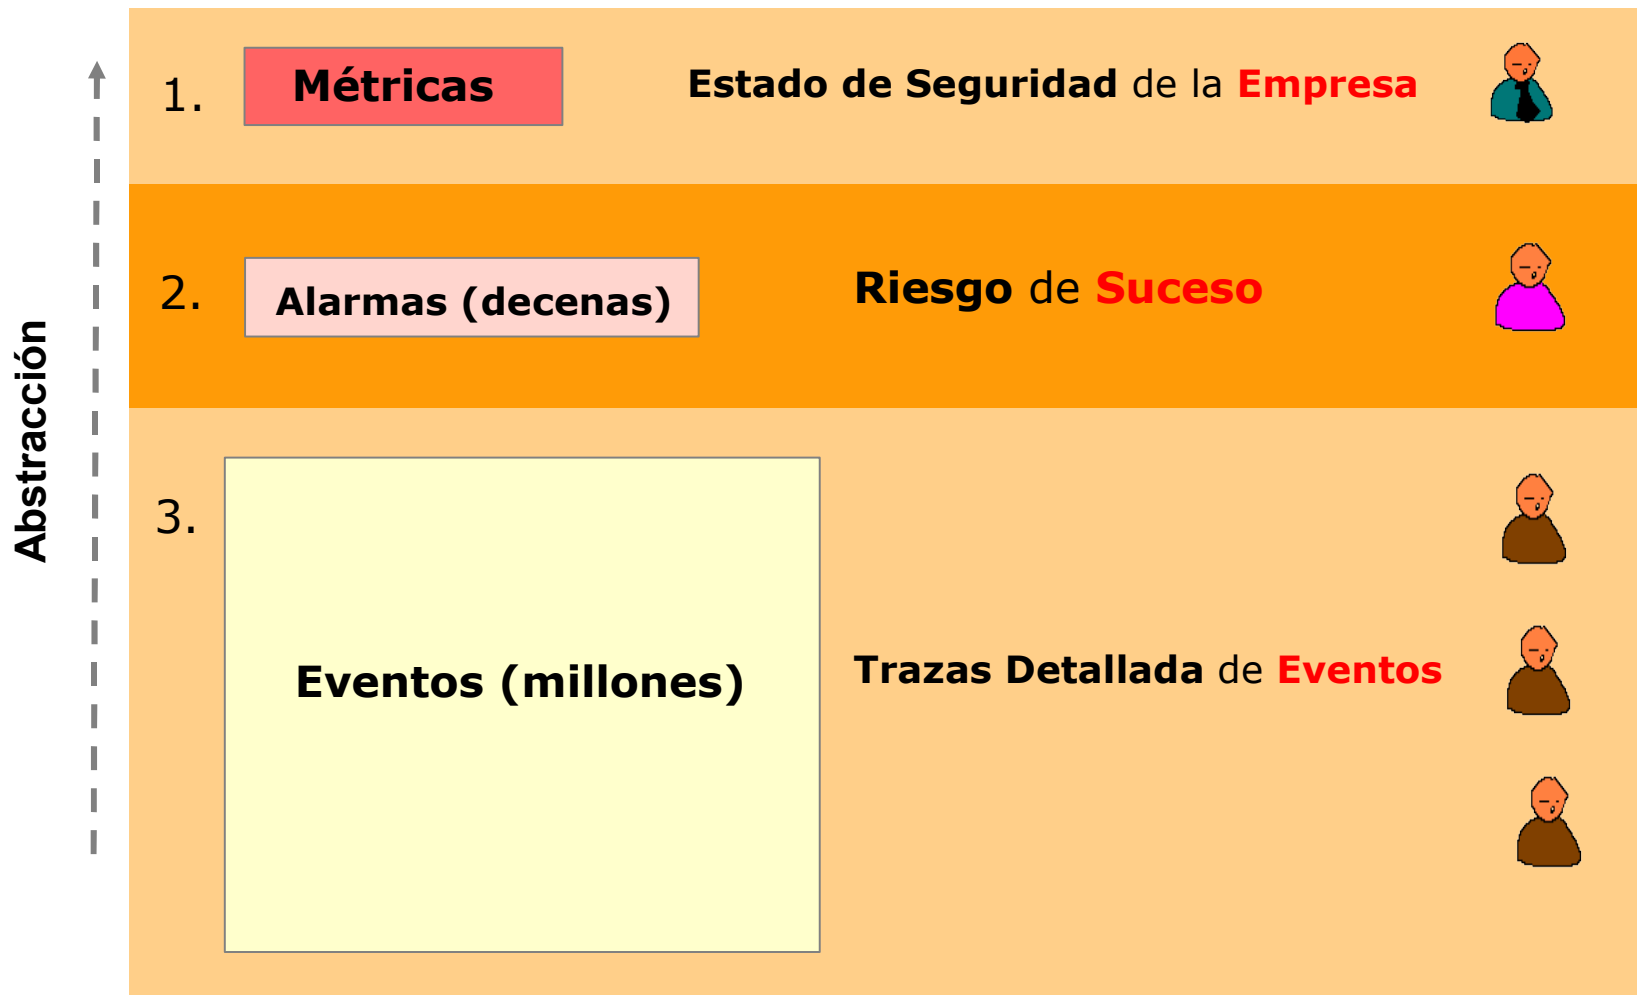 Abstracción
1.
Métricas
Estado de Seguridad de la Empresa
2.
Alarmas (decenas)
Riesgo de Suceso
3.
Eventos (millones)
Trazas Detallada de Eventos